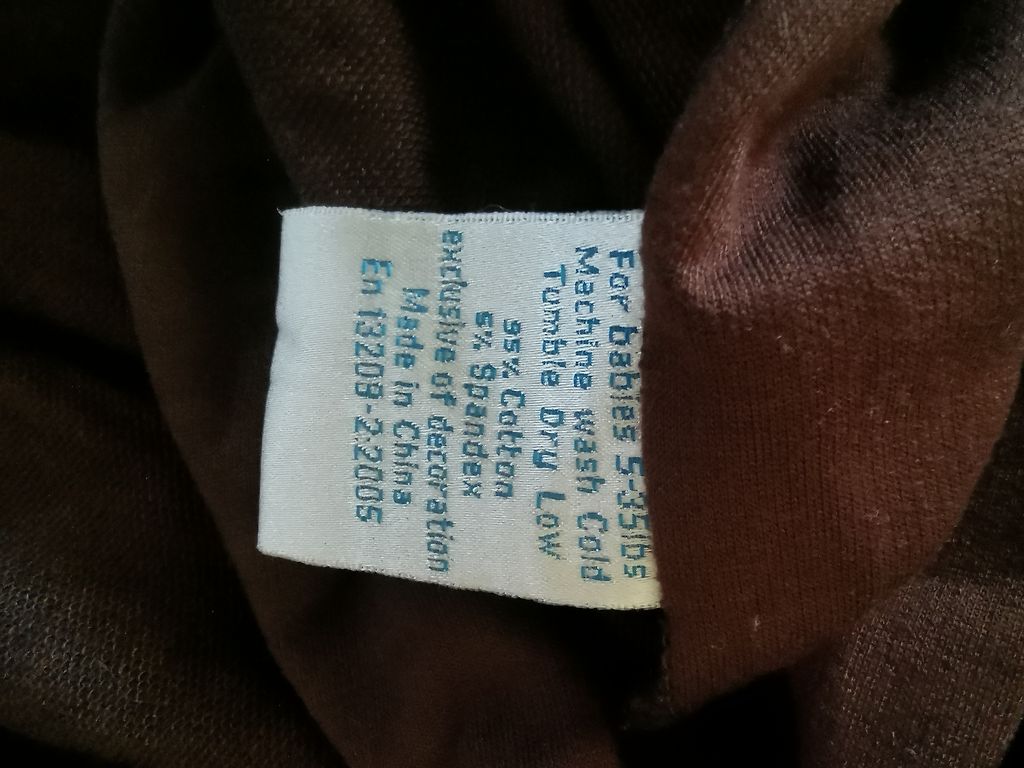 For babies 5-35lbs
Machine wash Cold
Tumble Dry Low
95% Cotton
5% Spandex
exclusive of decoration
Made in China
En 13209-2:2005